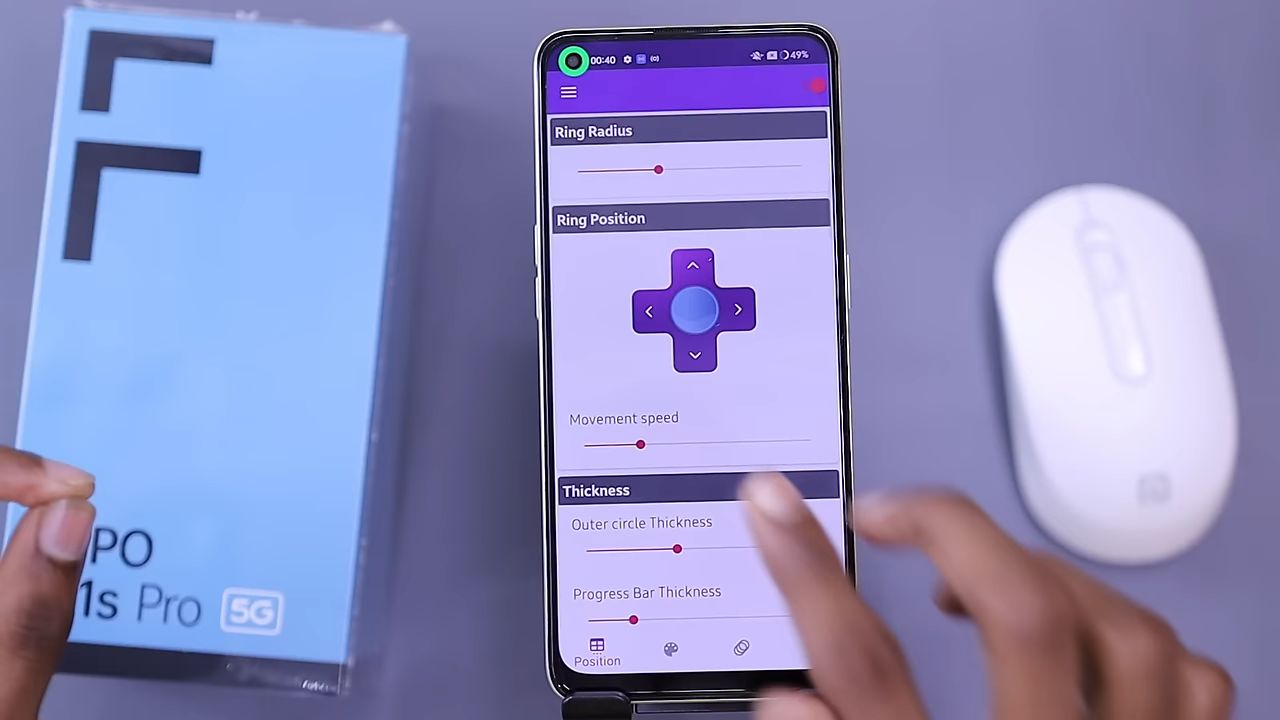 F
PO
1s Pro 5G
00:40
49%
Ring Radius
Ring Position
Movement speed
Thickness
Outer circle Thickness
Progress Bar Thickness
Position